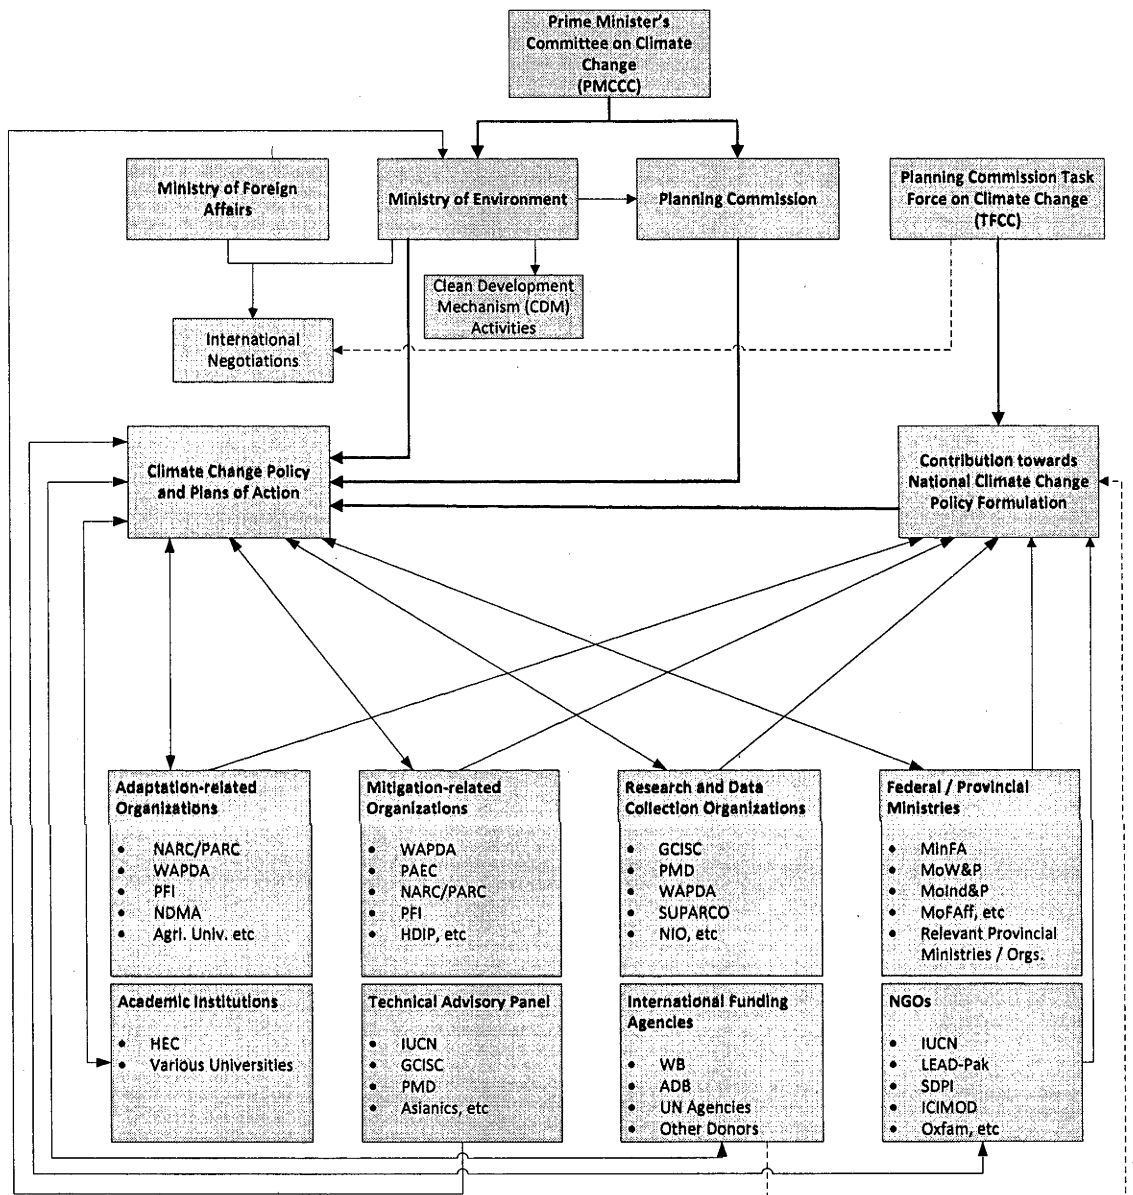 Prime Minister's
Committee on Climate
Change
(PMCCC)
Ministry of Foreign
Affairs
Ministry of Environment
Planning Commission
Planning Commission Task
Force on Climate Change
(TFCC)
Clean Development
Mechanism (CDM)
Activities
International
Negotiations
Climate Change Policy
and Plans of Action
Contribution towards
National Climate Change
Policy Formulation
Adaptation-related
Organizations
• NARC/PARC
• WAPDA
• PFI
• NDMA
• Agri. Univ. etc
Mitigation-related
Organizations
• WAPDA
• PAEC
• NARC/PARC
• PFI
• HDIP, etc
Research and Data
Collection Organizations
• GCISC
• PMD
• WAPDA
• SUPARCO
• NIO, etc
Federal / Provincial
Ministries
• MinFA
• MoW&P
• MoInd&P
• MoFAff, etc
• Relevant Provincial
Ministries / Orgs.
Academic Institutions
• HEC
• Various Universities
Technical Advisory Panel
• IUCN
• GCISC
• PMD
• Asianics, etc
International Funding
Agencies
• WB
• ADB
• UN Agencies
• Other Donors
NGOs
• IUCN
• LEAD-Pak
• SDPI
• ICIMOD
• Oxfam, etc